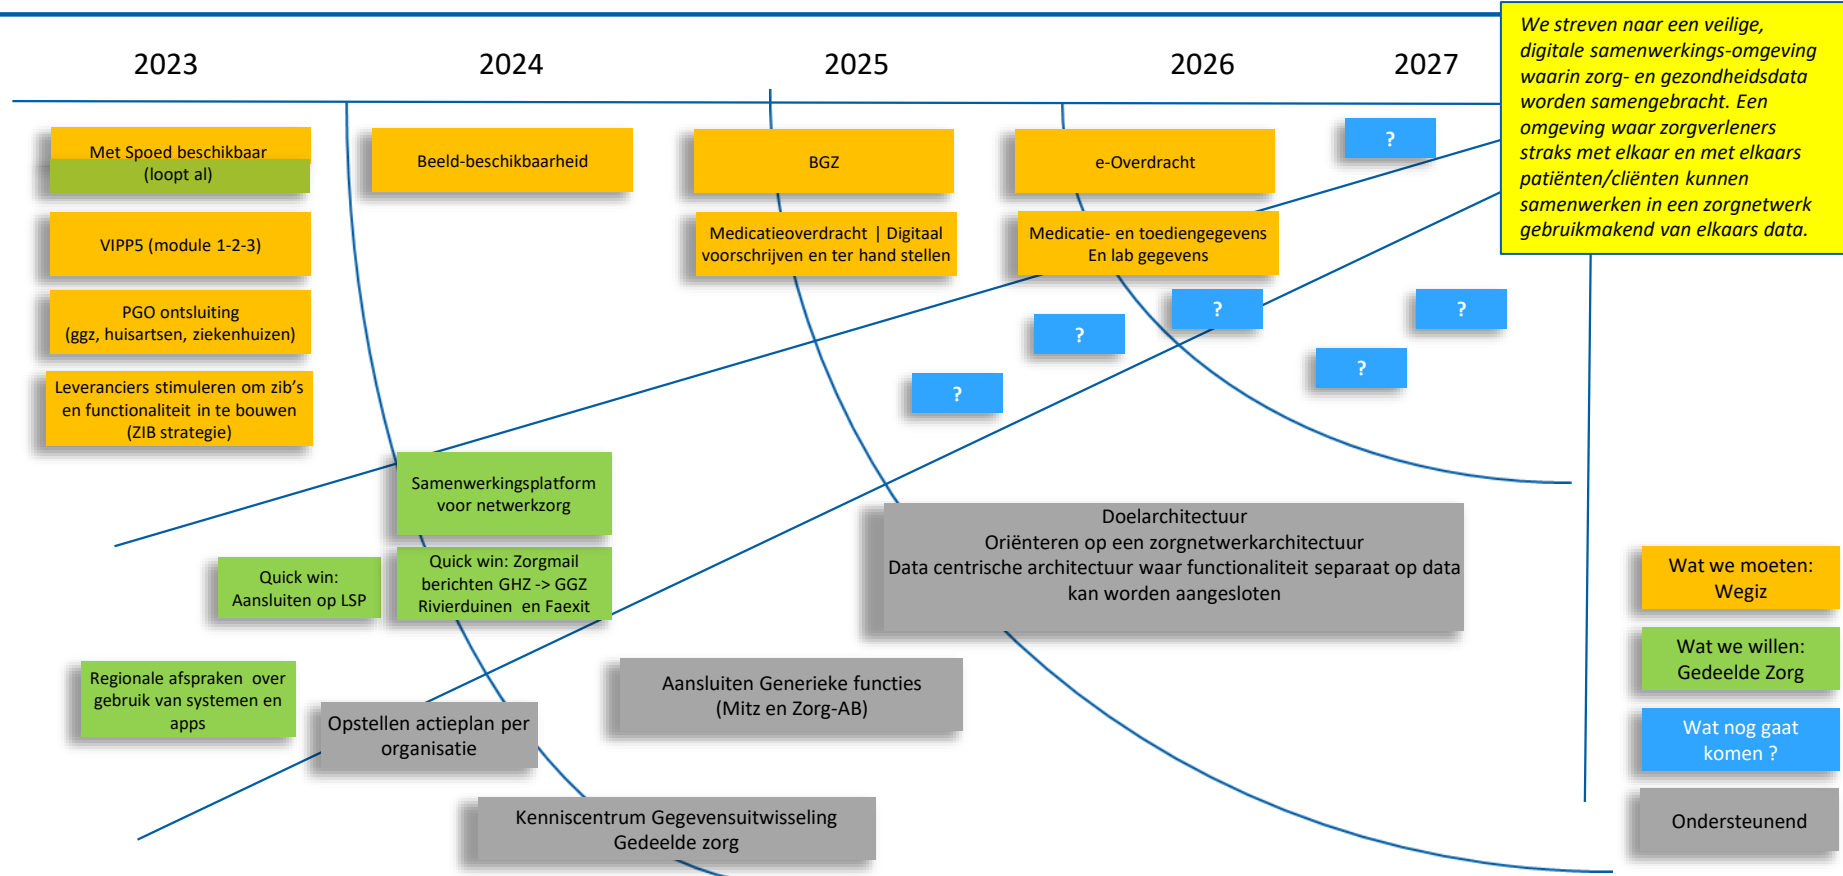 2023
2024
2025
2026
2027
We streven naar een veilige,
digitale samenwerkings-omgeving
waarin zorg- en gezondheidsdata
worden samengebracht. Een
omgeving waar zorgverleners
straks met elkaar en met elkaars
patiënten/cliënten kunnen
samenwerken in een zorgnetwerk
gebruikmakend van elkaars data.
Met Spoed beschikbaar
(loopt al)
Beeld-beschikbaarheid
BGZ
e-Overdracht
?
VIPP5 (module 1-2-3)
Medicatieoverdracht | Digitaal
voorschrijven en ter hand stellen
Medicatie- en toediengegevens
En lab gegevens
PGO ontsluiting
(ggz, huisartsen, ziekenhuizen)
?
?
?
?
?
Leveranciers stimuleren om zib's
en functionaliteit in te bouwen
(ZIB strategie)
Samenwerkingsplatform
voor netwerkzorg
Quick win:
Aansluiten op LSP
Quick win: Zorgmail
berichten GHZ -> GGZ
Rivierduinen en Faexit
Doelarchitectuur
Oriënteren op een zorgnetwerkarchitectuur
Data centrische architectuur waar functionaliteit separaat op data
kan worden aangesloten
Regionale afspraken over
gebruik van systemen en
apps
Opstellen actieplan per
organisatie
Aansluiten Generieke functies
(Mitz en Zorg-AB)
Kenniscentrum Gegevensuitwisseling
Gedeelde zorg
Wat we moeten:
Wegiz
Wat we willen:
Gedeelde Zorg
Wat nog gaat
komen ?
Ondersteunend